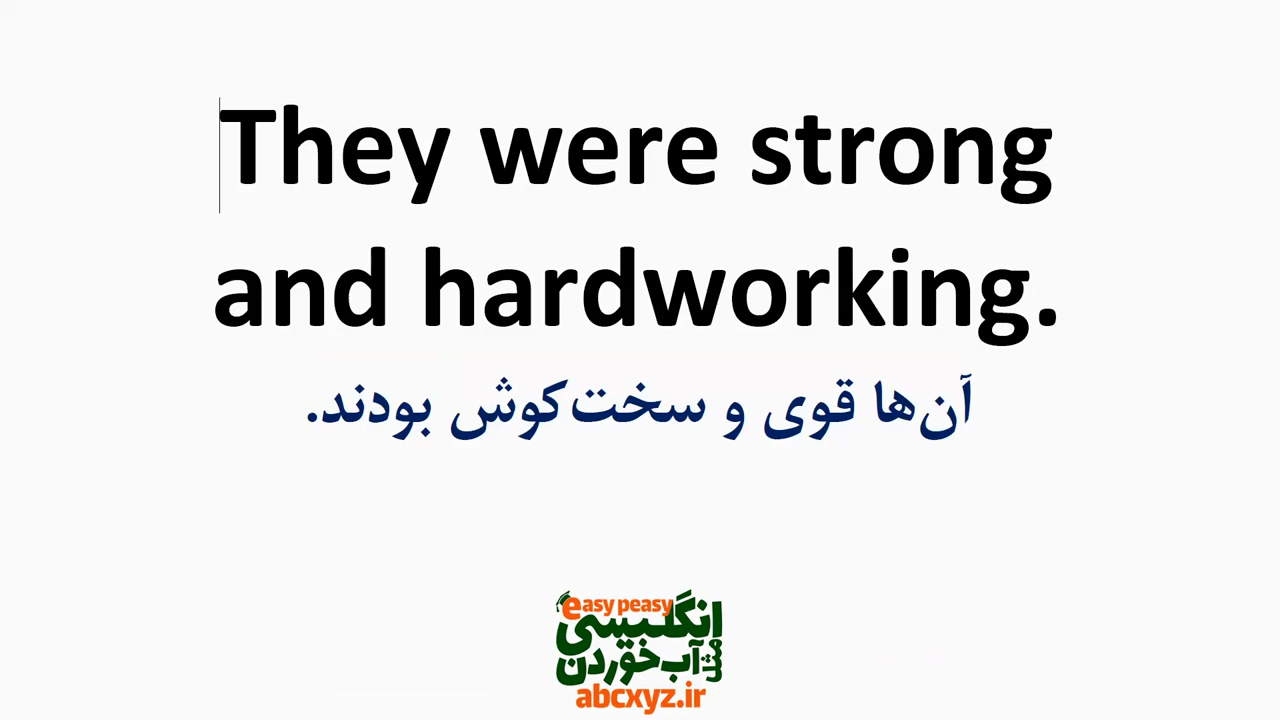 They were strong
and hardworking.
آن‌ها قوی و سخت‌کوش بودند.
easy peasy
انگلیسی
مثل آب خوردن
abcxyz.ir